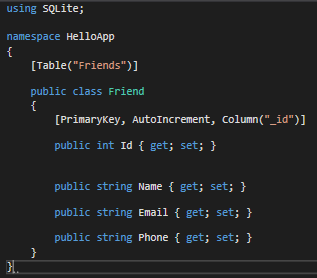 using SQLite;
namespace HelloApp
{
[Table("Friends")]
public class Friend
{
[PrimaryKey, AutoIncrement, Column("_id")]
public int Id { get; set; }
public string Name { get; set; }
public string Email { get; set; }
public string Phone { get; set; }
}
}